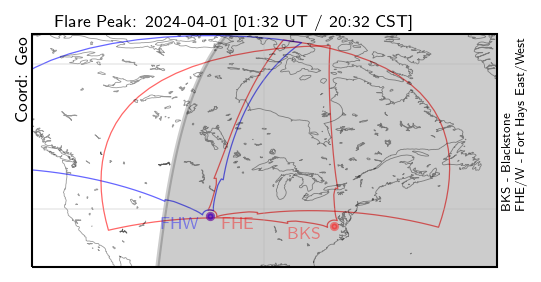 Flare Peak: 2024-04-01 [01:32 UT / 20:32 CST]
Coord: Geo
FHW
FHE
BKS
BKS - Blackstone
FHE/W - Fort Hays East/West